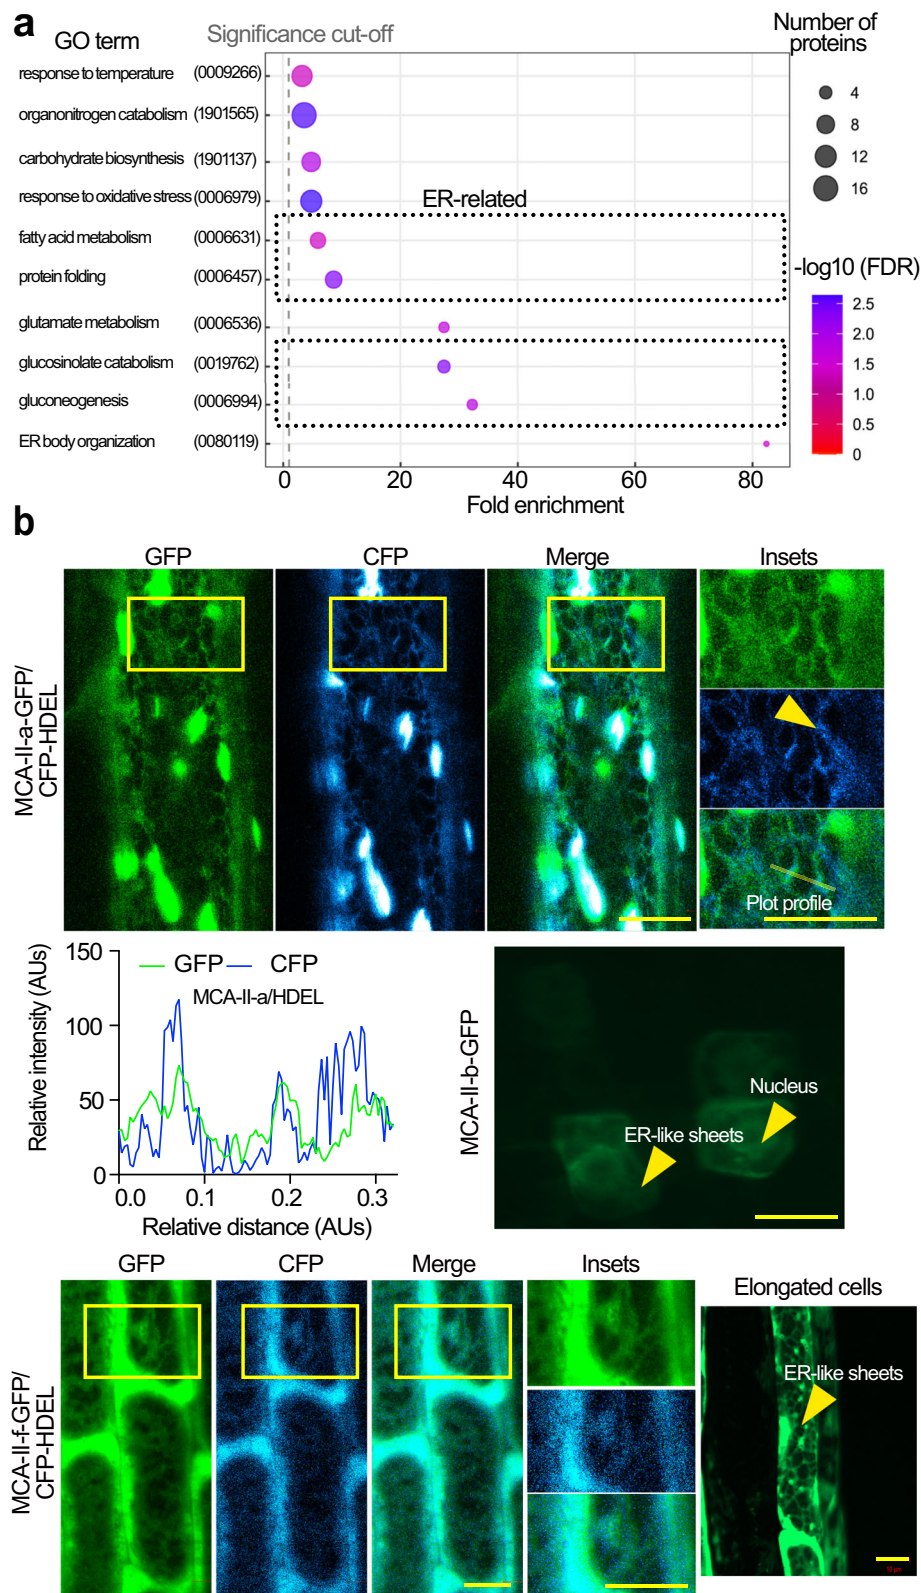 a
GO term
Significance cut-off
Number of
proteins
response to temperature (0009266)
organonitrogen catabolism (1901565)
carbohydrate biosynthesis (1901137)
response to oxidative stress (0006979)
ER-related
fatty acid metabolism (0006631)
protein folding (0006457)
glutamate metabolism (0006536)
glucosinolate catabolism (0019762)
gluconeogenesis (0006994)
ER body organization (0080119)
0 20 40 60 80
Fold enrichment
4
8
12
16
-log10 (FDR)
2.5
2.0
1.5
1.0
0.5
0
b
GFP CFP Merge Insets
MCA-II-a-GFP/
CFP-HDEL
Plot profile
Relative intensity (AUs)
150
100
50
0
GFP CFP
MCA-II-a/HDEL
0.0 0.1 0.2 0.3
Relative distance (AUs)
MCA-II-b-GFP
Nucleus
ER-like sheets
GFP CFP Merge Insets
Elongated cells
MCA-II-f-GFP/
CFP-HDEL
ER-like sheets
10 µm